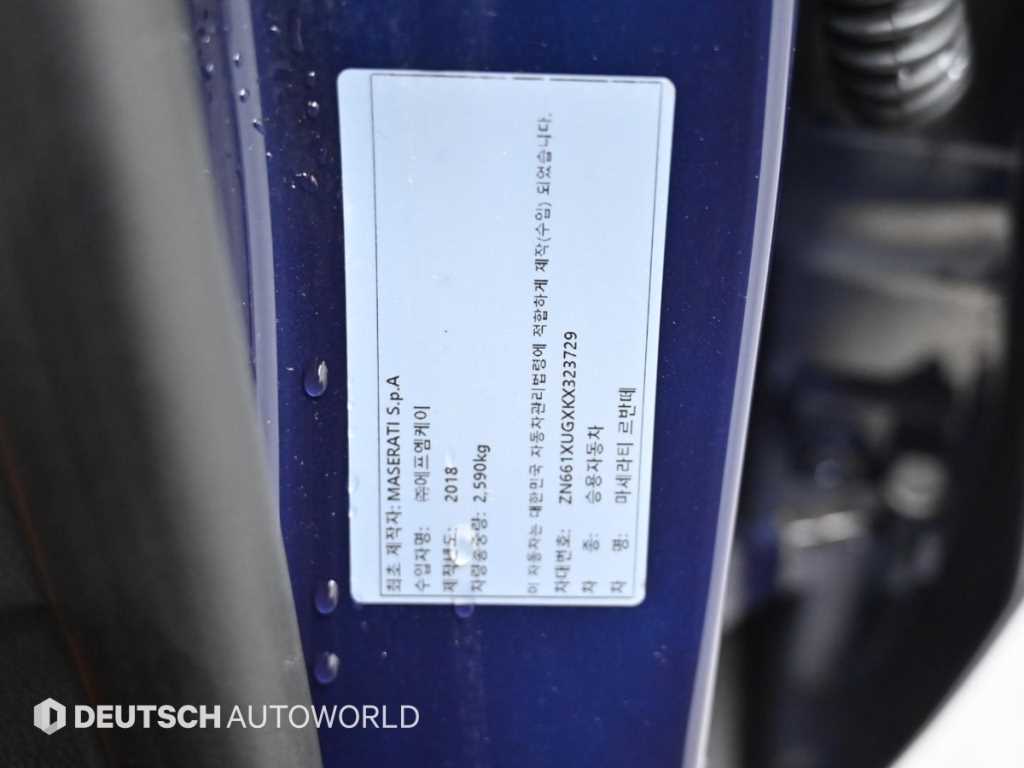 최초 제작자: MASERATI S.p.A
수입자명: ㈜에프엠케이
제작년도: 2018
차량총중량: 2,590kg
이 자동차는 대한민국 자동차관리법령에 적합하게 제작(수입) 되었습니다.
차대번호: ZN661XUGXKX323729
차 종: 승용자동차
차 명: 마세라티 르반떼
DEUTSCH AUTOWORLD